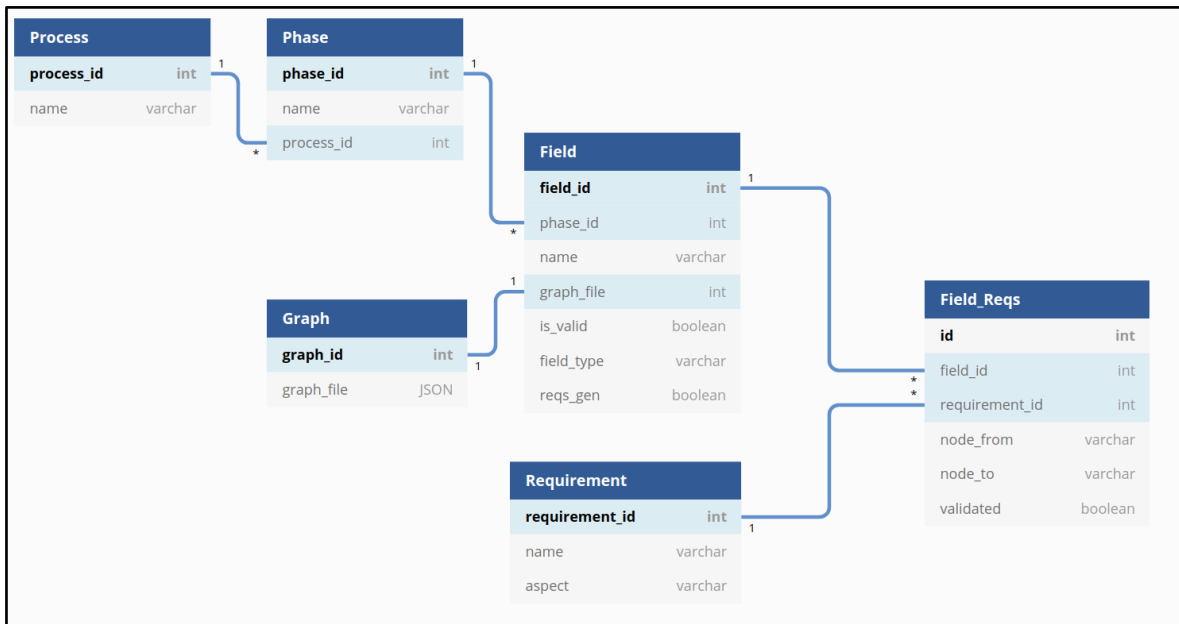 Process
process_id int
name varchar
1
*
Phase
phase_id int
name varchar
process_id int
1
*
Field
field_id int
phase_id int
name varchar
graph_file int
is_valid boolean
field_type varchar
reqs_gen boolean
1
1
Graph
graph_id int
graph_file JSON
1
Requirement
requirement_id int
name varchar
aspect varchar
1
*
*
Field_Reqs
id int
field_id int
requirement_id int
node_from varchar
node_to varchar
validated boolean